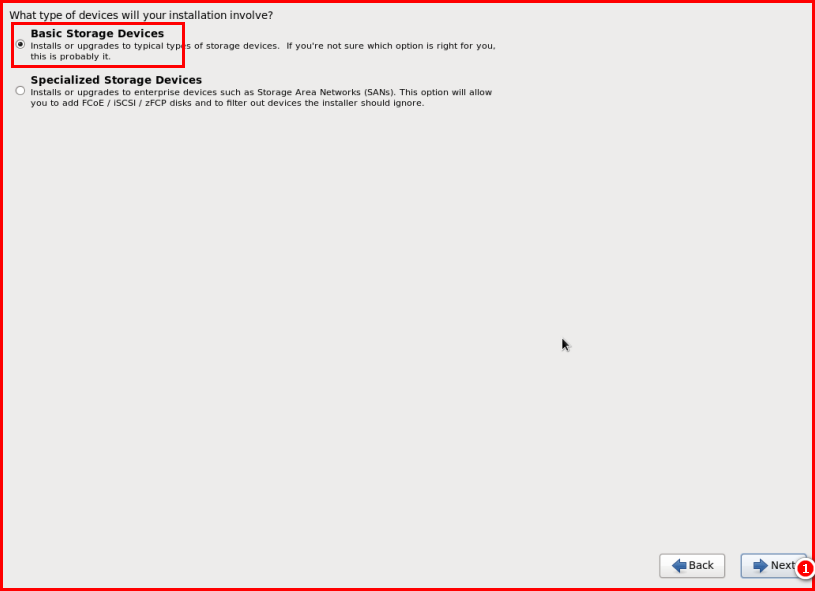 What type of devices will your installation involve?
Basic Storage Devices
Installs or upgrades to typical types of storage devices.  If you're not sure which option is right for you,
this is probably it.
Specialized Storage Devices
Installs or upgrades to enterprise devices such as Storage Area Networks (SANs). This option will allow
you to add FCoE / iSCSI / zFCP disks and to filter out devices the installer should ignore.
Back
Next
1